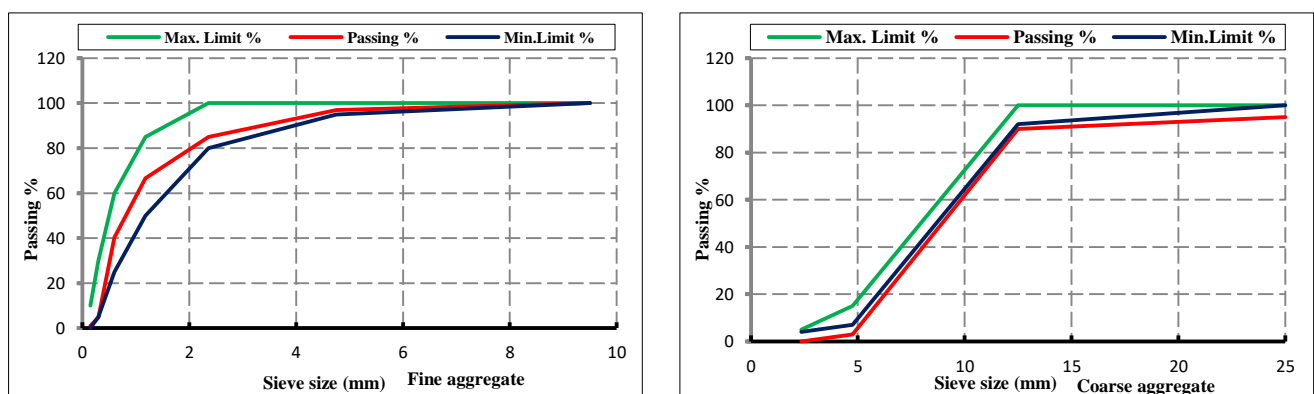 Max. Limit % Passing % Min.Limit %
120
100
80
60
40
20
0
Passing %
0 2 4 6 8 10
Sieve size (mm) Fine aggregate
Max. Limit % Passing % Min.Limit %
120
100
80
60
40
20
0
Passing %
0 5 10 15 20 25
Sieve size (mm) Coarse aggregate